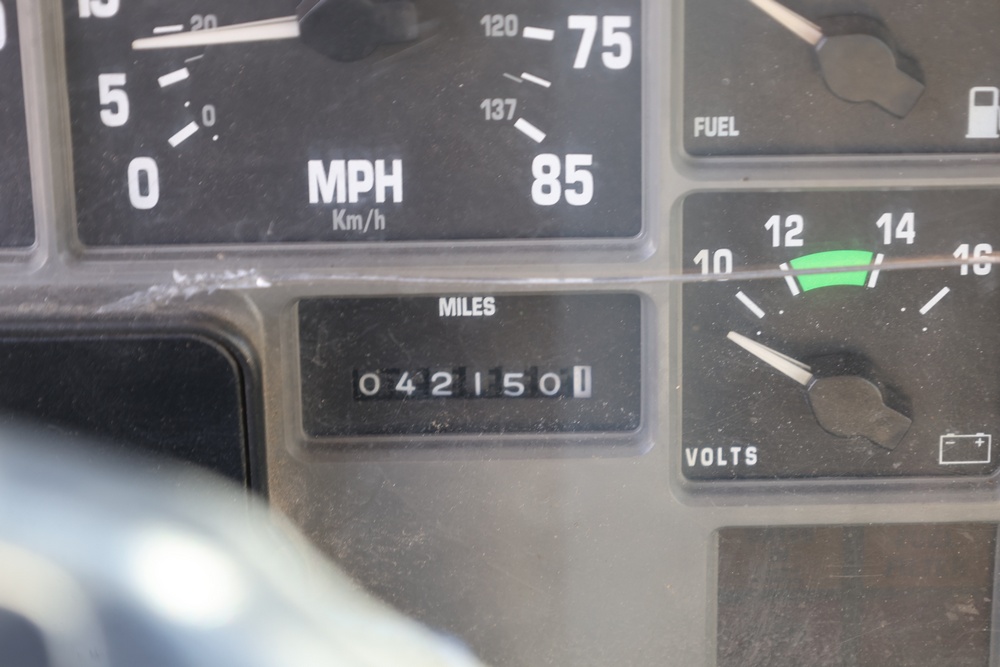 20
120
75
5
0
137
0
85
MPH
Km/h
FUEL
10
12
14
16
MILES
0421501
VOLTS
- +